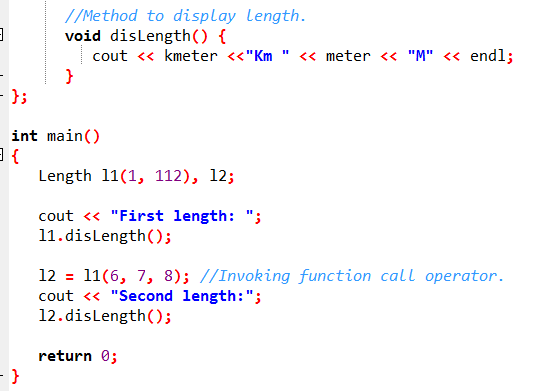 //Method to display length.
void disLength() {
cout << kmeter <<"Km " << meter << "M" << endl;
}
};
int main()
{
Length l1(1, 112), l2;
cout << "First length: ";
l1.disLength();
l2 = l1(6, 7, 8); //Invoking function call operator.
cout << "Second length:";
l2.disLength();
return 0;
}